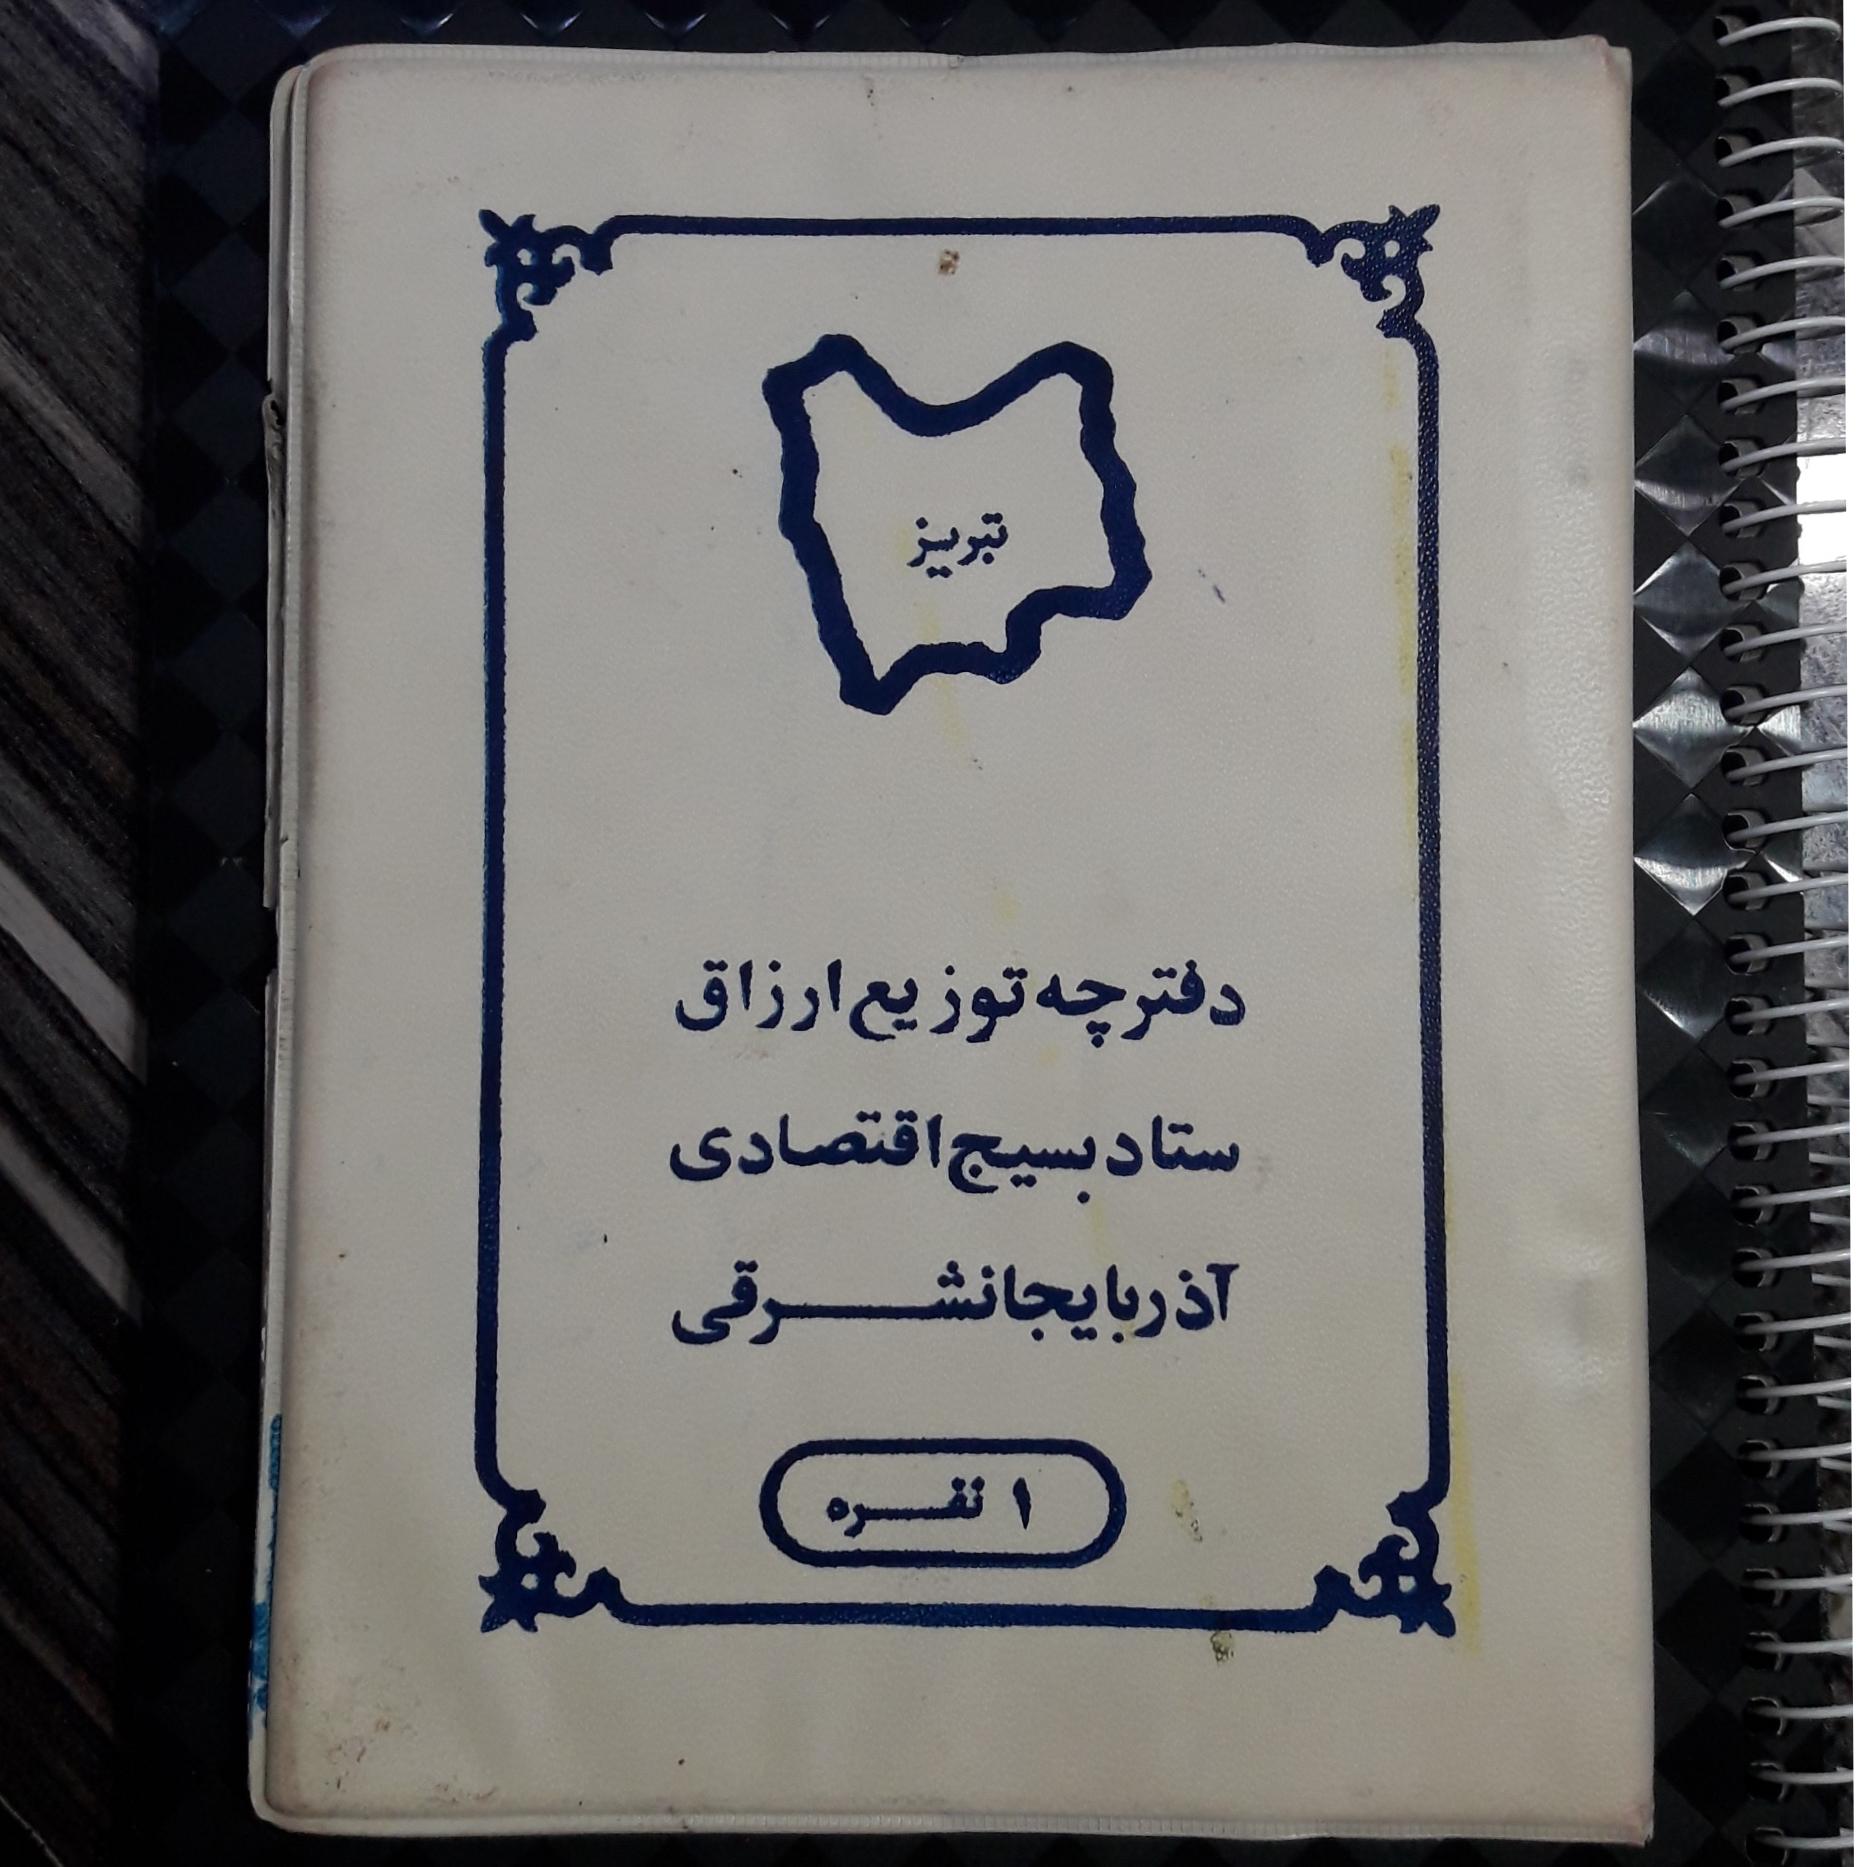 تبریز
دفترچه توزیع ارزاق
ستاد بسیج اقتصادی
آذربایجانشرقی
۱ نفره